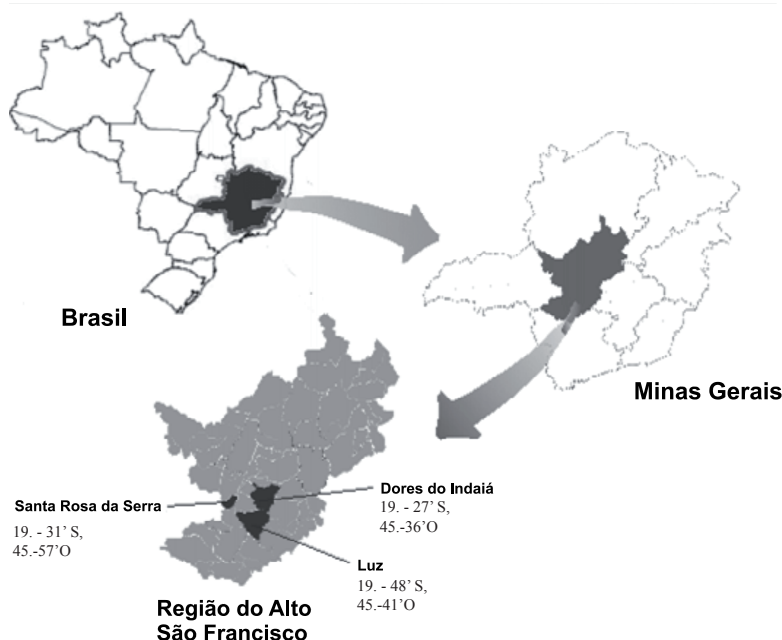 Brasil
Minas Gerais
Santa Rosa da Serra
19. - 31’ S,
45.-57’O
Dores do Indaiá
19. - 27’ S,
45.-36’O
Luz
19. - 48’ S,
45.-41’O
Região do Alto
São Francisco